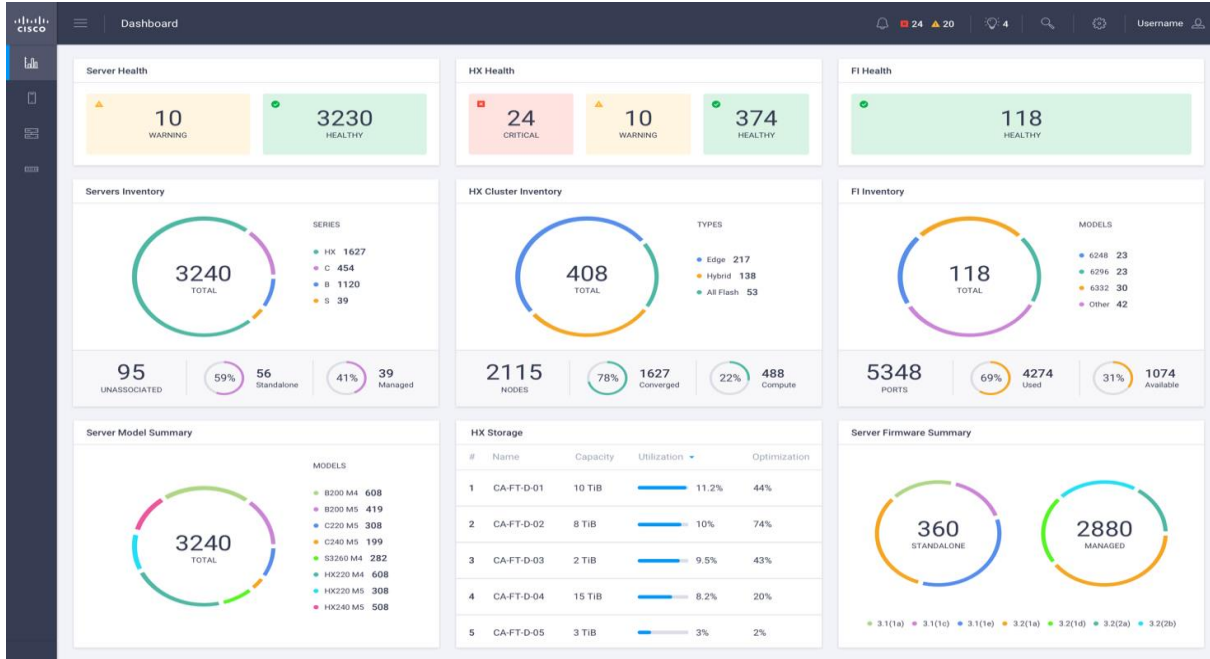 cisco
Dashboard
24 20 4 Username
Server Health
10
WARNING
3230
HEALTHY
HX Health
24
CRITICAL
10
WARNING
374
HEALTHY
FI Health
118
HEALTHY
Servers Inventory
3240
TOTAL
SERIES
HX 1627
C 454
B 1120
S 39
95
UNASSOCIATED
59%
56
Standalone
41%
39
Managed
HX Cluster Inventory
408
TOTAL
TYPES
Edge 217
Hybrid 138
All Flash 53
2115
NODES
78%
1627
Converged
22%
488
Compute
FI Inventory
118
TOTAL
MODELS
6248 23
6296 23
6332 30
Other 42
5348
PORTS
69%
4274
Used
31%
1074
Available
Server Model Summary
3240
TOTAL
MODELS
B200 M4 608
B200 M5 419
C220 M5 308
C240 M5 199
S3260 M4 282
HX220 M4 608
HX220 M5 308
HX240 M5 508
HX Storage
# Name Capacity Utilization Optimization
1 CA-FT-D-01 10 TiB 11.2% 44%
2 CA-FT-D-02 8 TiB 10% 74%
3 CA-FT-D-03 2 TiB 9.5% 43%
4 CA-FT-D-04 15 TiB 8.2% 20%
5 CA-FT-D-05 3 TiB 3% 2%
Server Firmware Summary
360
STANDALONE
2880
MANAGED
3.1(1a) 3.1(1c) 3.1(1e) 3.2(1a) 3.2(1d) 3.2(2a) 3.2(2b)